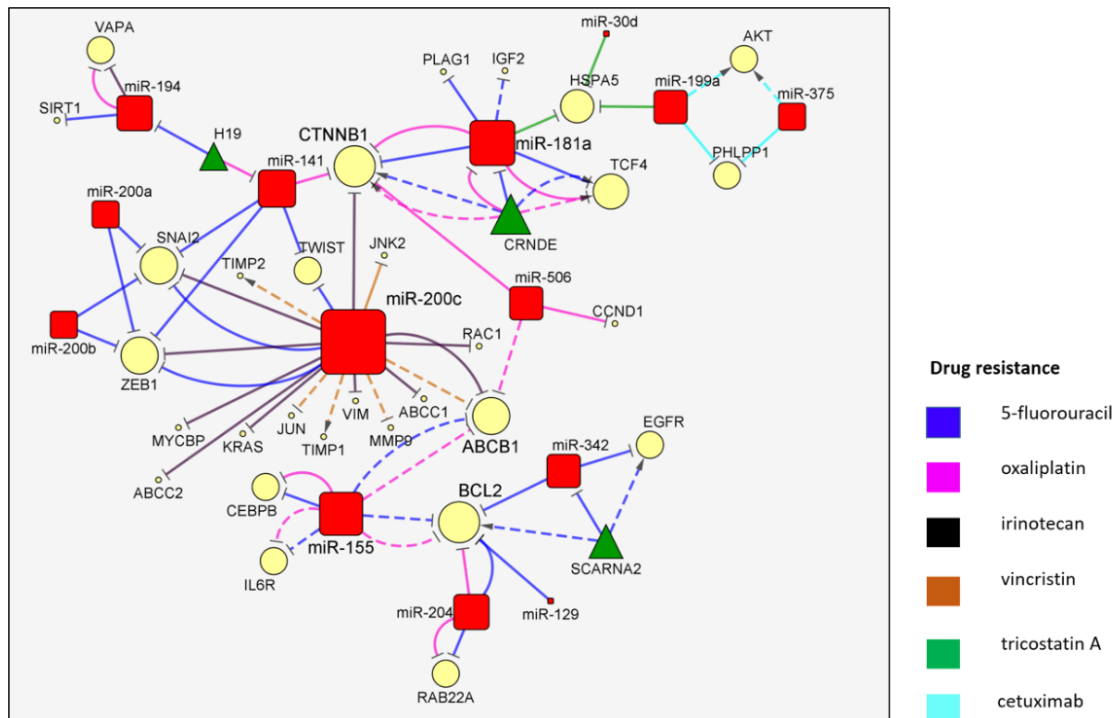 VAPA
miR-194
SIRT1
H19
miR-141
miR-200a
SNAI2
TIMP2
TWIST
JNK2
miR-200c
miR-200b
ZEB1
RAC1
MYCBP
KRAS
JUN
TIMP1
VIM
MMP9
ABCC1
ABCC2
ABCB1
CTNNB1
PLAG1
IGF2
miR-30d
HSPA5
miR-181a
TCF4
CRNDE
miR-199a
AKT
miR-375
PHLPP1
miR-506
CCND1
miR-342
EGFR
BCL2
SCARNA2
CEBPB
miR-155
IL6R
miR-204
miR-129
RAB22A
Drug resistance
5-fluorouracil
oxaliplatin
irinotecan
vincristin
tricostatin A
cetuximab